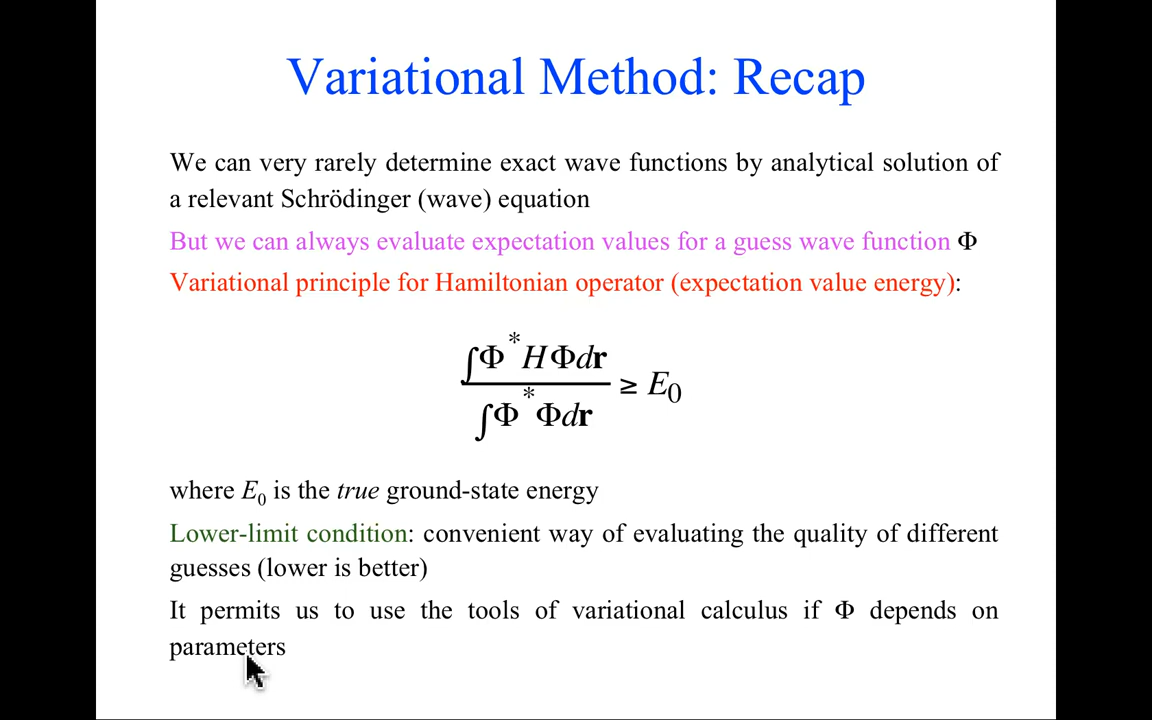 Variational Method: Recap
We can very rarely determine exact wave functions by analytical solution of
a relevant Schrödinger (wave) equation
But we can always evaluate expectation values for a guess wave function Φ
Variational principle for Hamiltonian operator (expectation value energy):
∫Φ*HΦdr
≥ E₀
∫Φ*Φdr
where E₀ is the true ground-state energy
Lower-limit condition: convenient way of evaluating the quality of different
guesses (lower is better)
It permits us to use the tools of variational calculus if Φ depends on
parameters